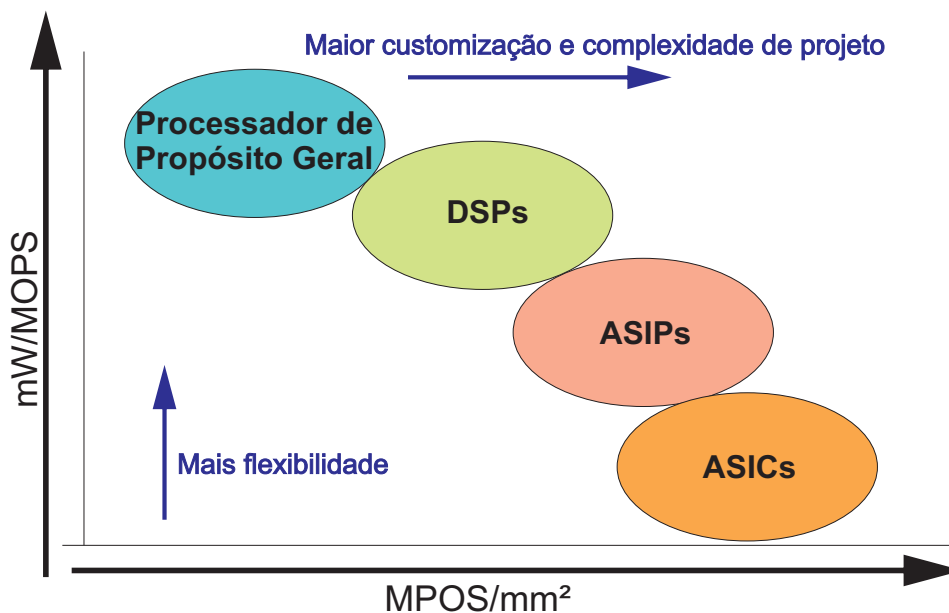 Maior customização e complexidade de projeto
Processador de
Propósito Geral
DSPs
ASIPs
ASICs
Mais flexibilidade
mW/MOPS
MPOS/mm²